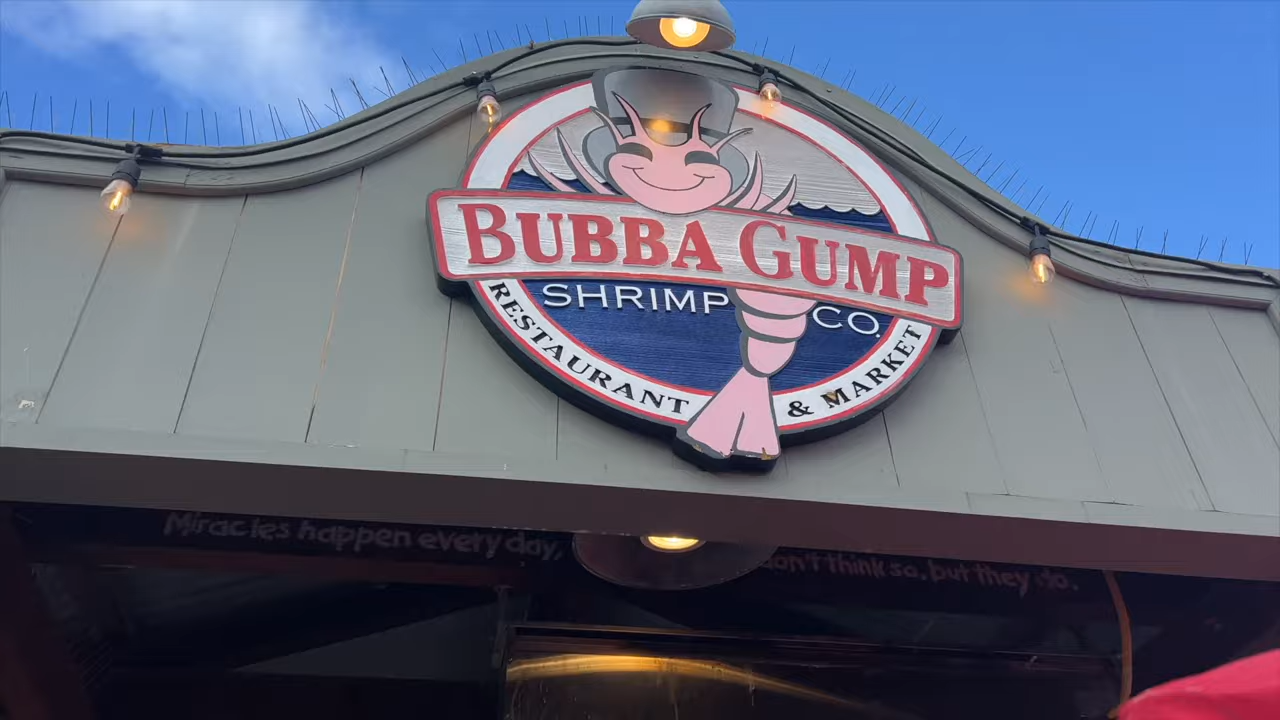 BUBBA GUMP
SHRIMP CO.
RESTAURANT & MARKET
Miracles happen every day,
don't think so, but they do.